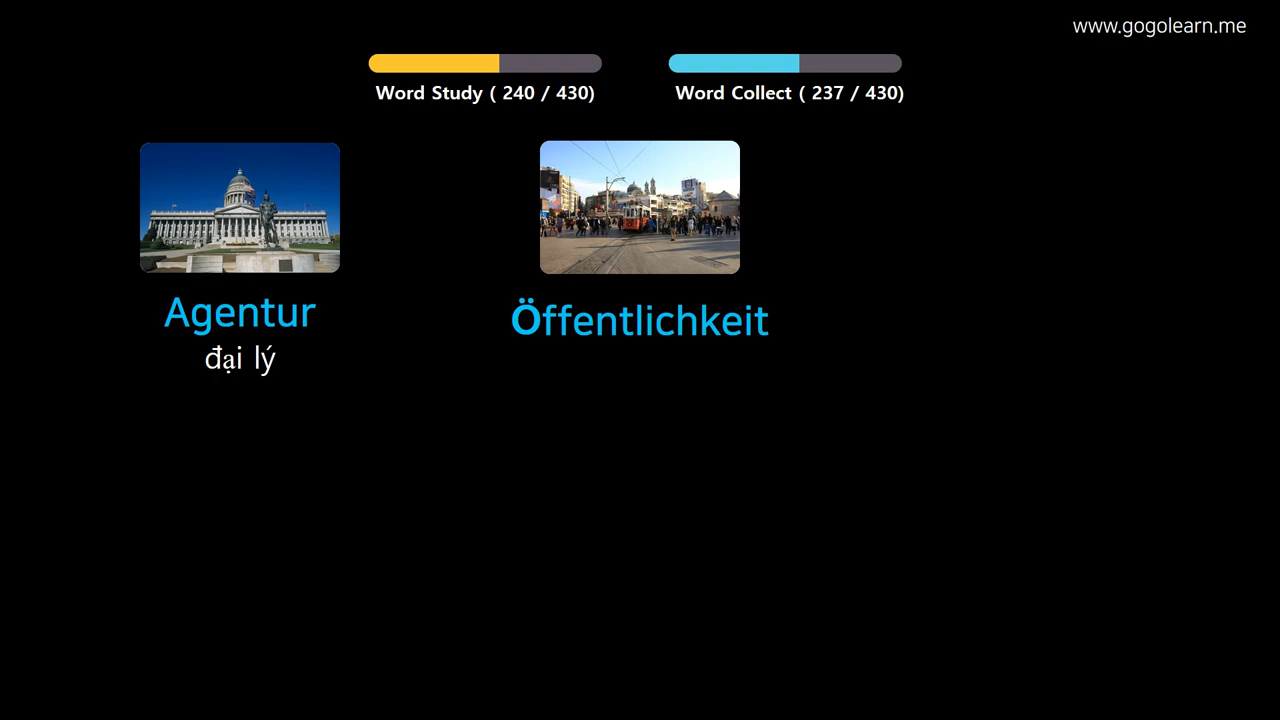 www.gogolearn.me
Word Study ( 240 / 430)
Word Collect ( 237 / 430)
Agentur
đại lý
Öffentlichkeit